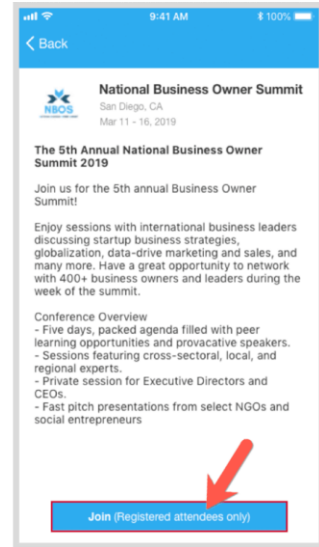 9:41 AM
100%
Back
NBOS
National Business Owner Summit
San Diego, CA
Mar 11 - 16, 2019
The 5th Annual National Business Owner
Summit 2019
Join us for the 5th annual Business Owner
Summit!
Enjoy sessions with international business leaders
discussing startup business strategies,
globalization, data-drive marketing and sales, and
many more. Have a great opportunity to network
with 400+ business owners and leaders during the
week of the summit.
Conference Overview
- Five days, packed agenda filled with peer
learning opportunities and provacative speakers.
- Sessions featuring cross-sectoral, local, and
regional experts.
- Private session for Executive Directors and
CEOs.
- Fast pitch presentations from select NGOs and
social entrepreneurs
Join (Registered attendees only)